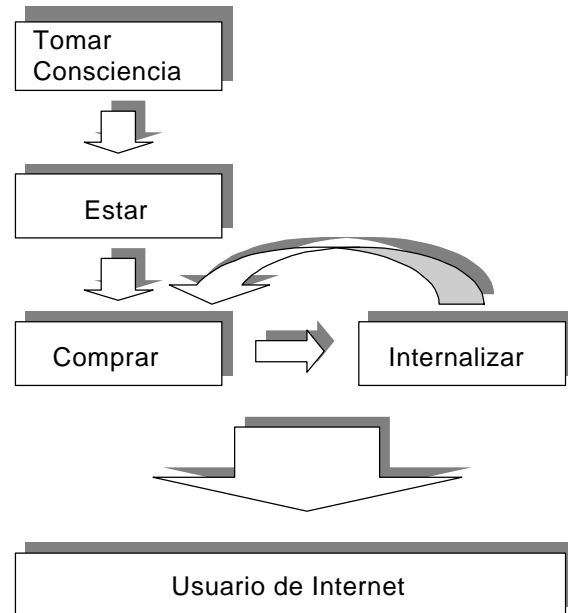 Tomar
Consciencia
Estar
Comprar
Internalizar
Usuario de Internet